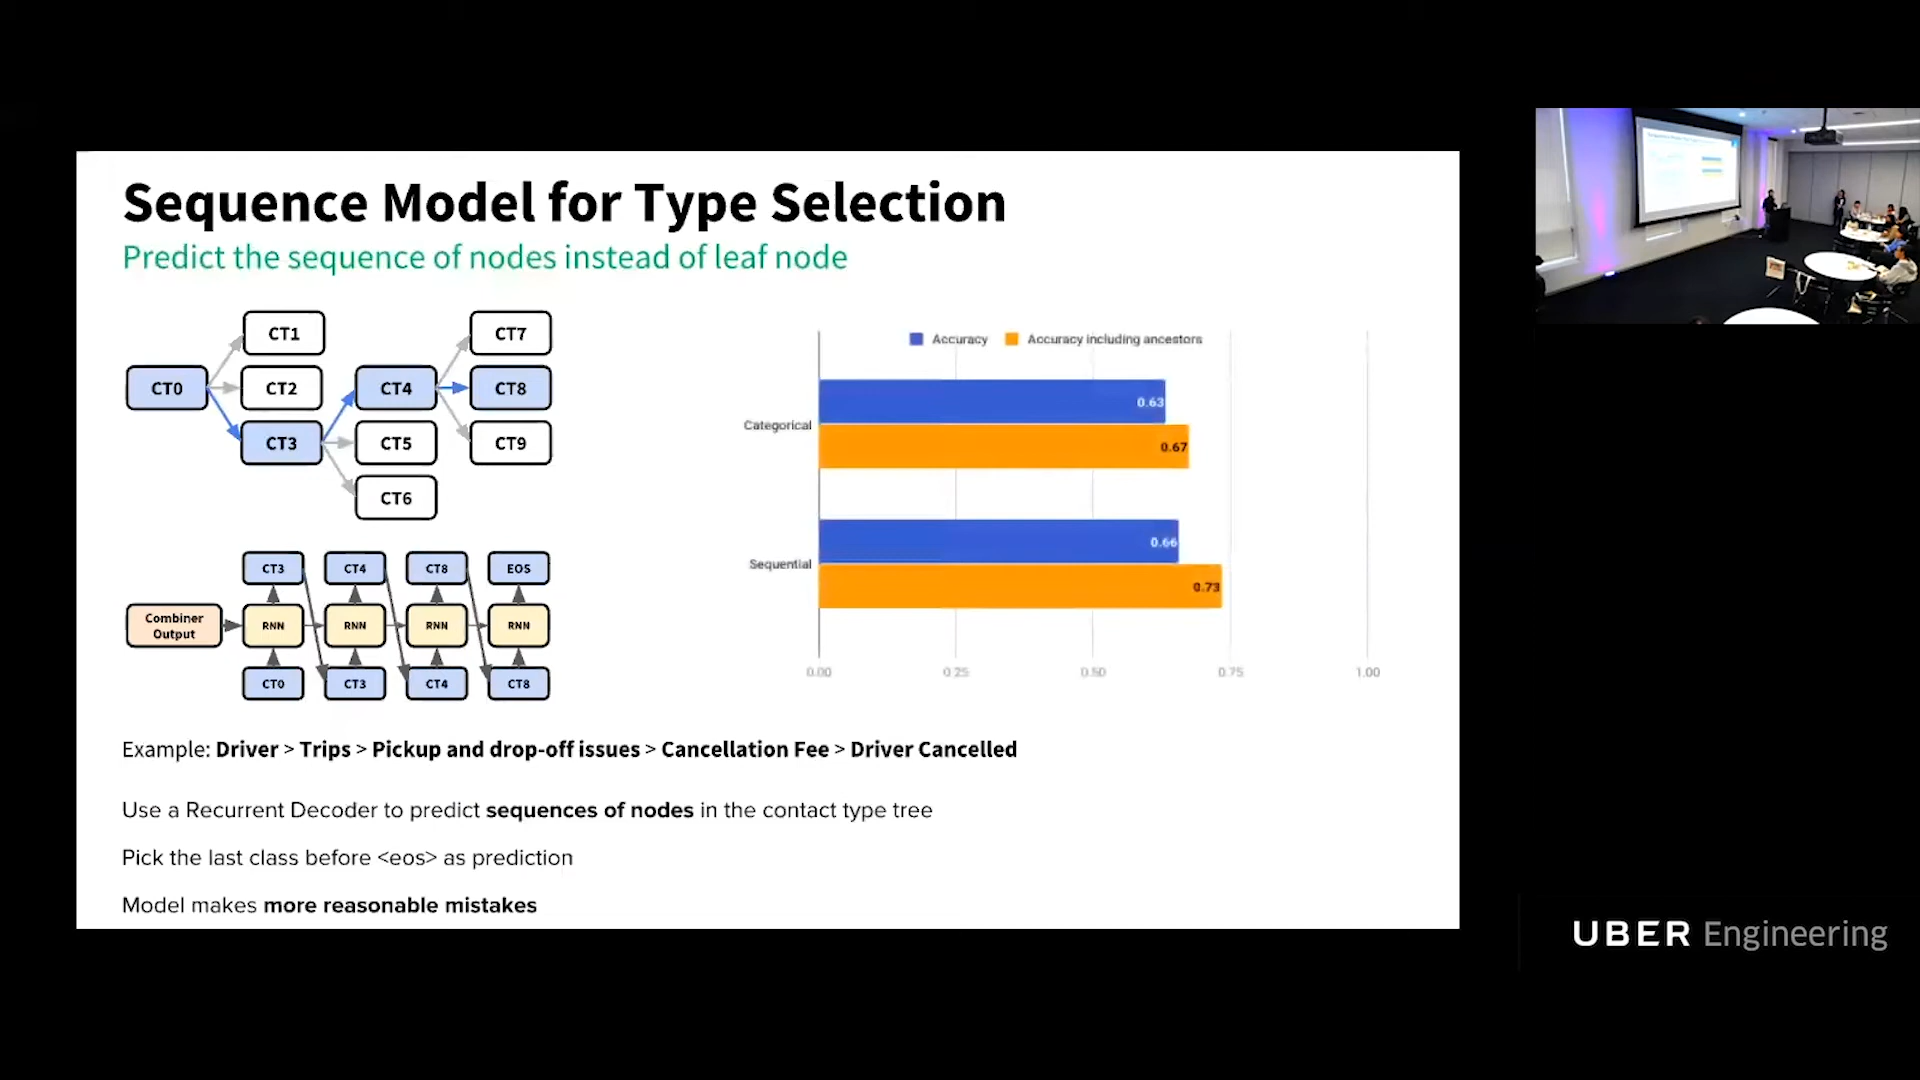 Sequence Model for Type Selection
Predict the sequence of nodes instead of leaf node
CT1
CT7
CT0
CT2
CT4
CT8
CT3
CT5
CT9
CT6
CT3
CT4
CT8
EOS
Combiner
Output
RNN
RNN
RNN
RNN
CT0
CT3
CT4
CT8
Accuracy
Accuracy including ancestors
Categorical
0.63
0.67
Sequential
0.66
0.73
0.00
0.25
0.50
0.75
1.00
Example: Driver > Trips > Pickup and drop-off issues > Cancellation Fee > Driver Cancelled
Use a Recurrent Decoder to predict sequences of nodes in the contact type tree
Pick the last class before <eos> as prediction
Model makes more reasonable mistakes
UBER Engineering